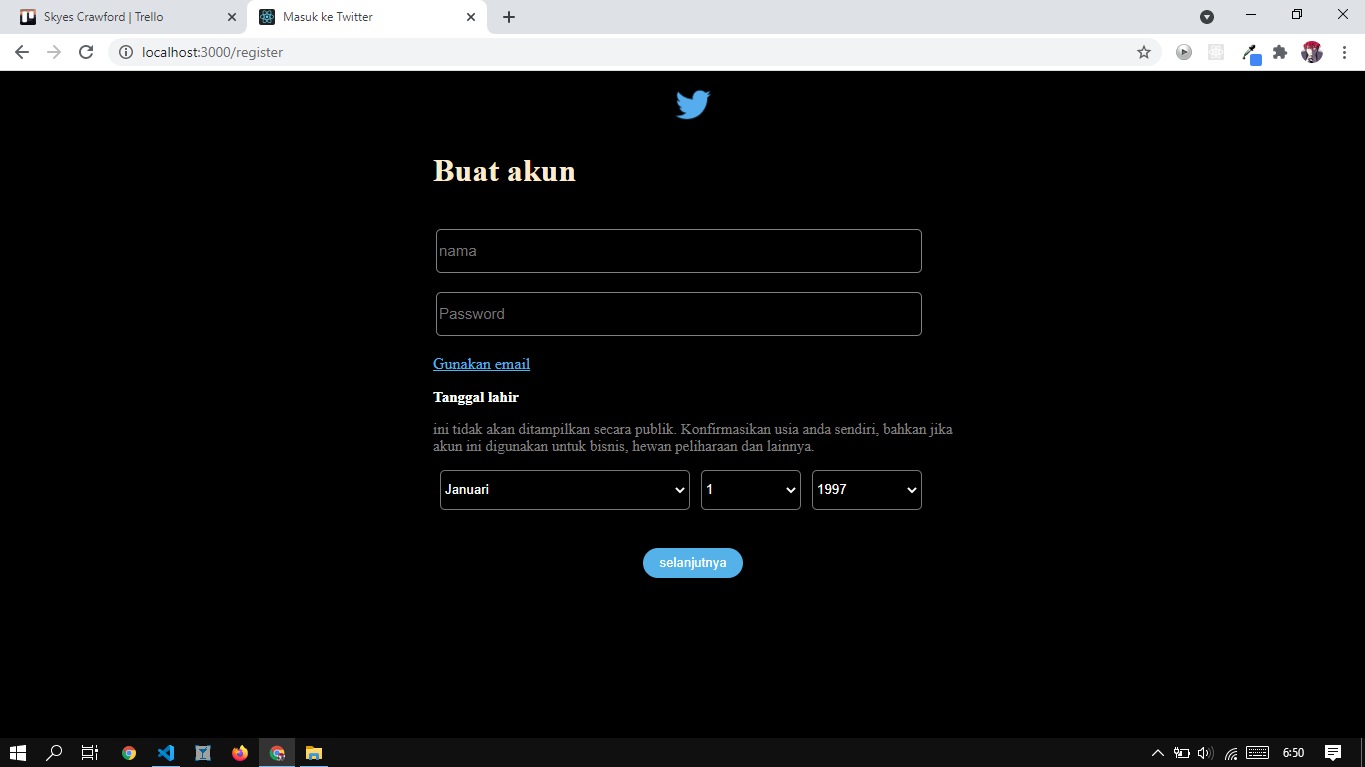 Skyes Crawford | Trello
Masuk ke Twitter
localhost:3000/register
Buat akun
nama
Password
Gunakan email
Tanggal lahir
ini tidak akan ditampilkan secara publik. Konfirmasikan usia anda sendiri, bahkan jika
akun ini digunakan untuk bisnis, hewan peliharaan dan lainnya.
Januari 1 1997
selanjutnya
6:50